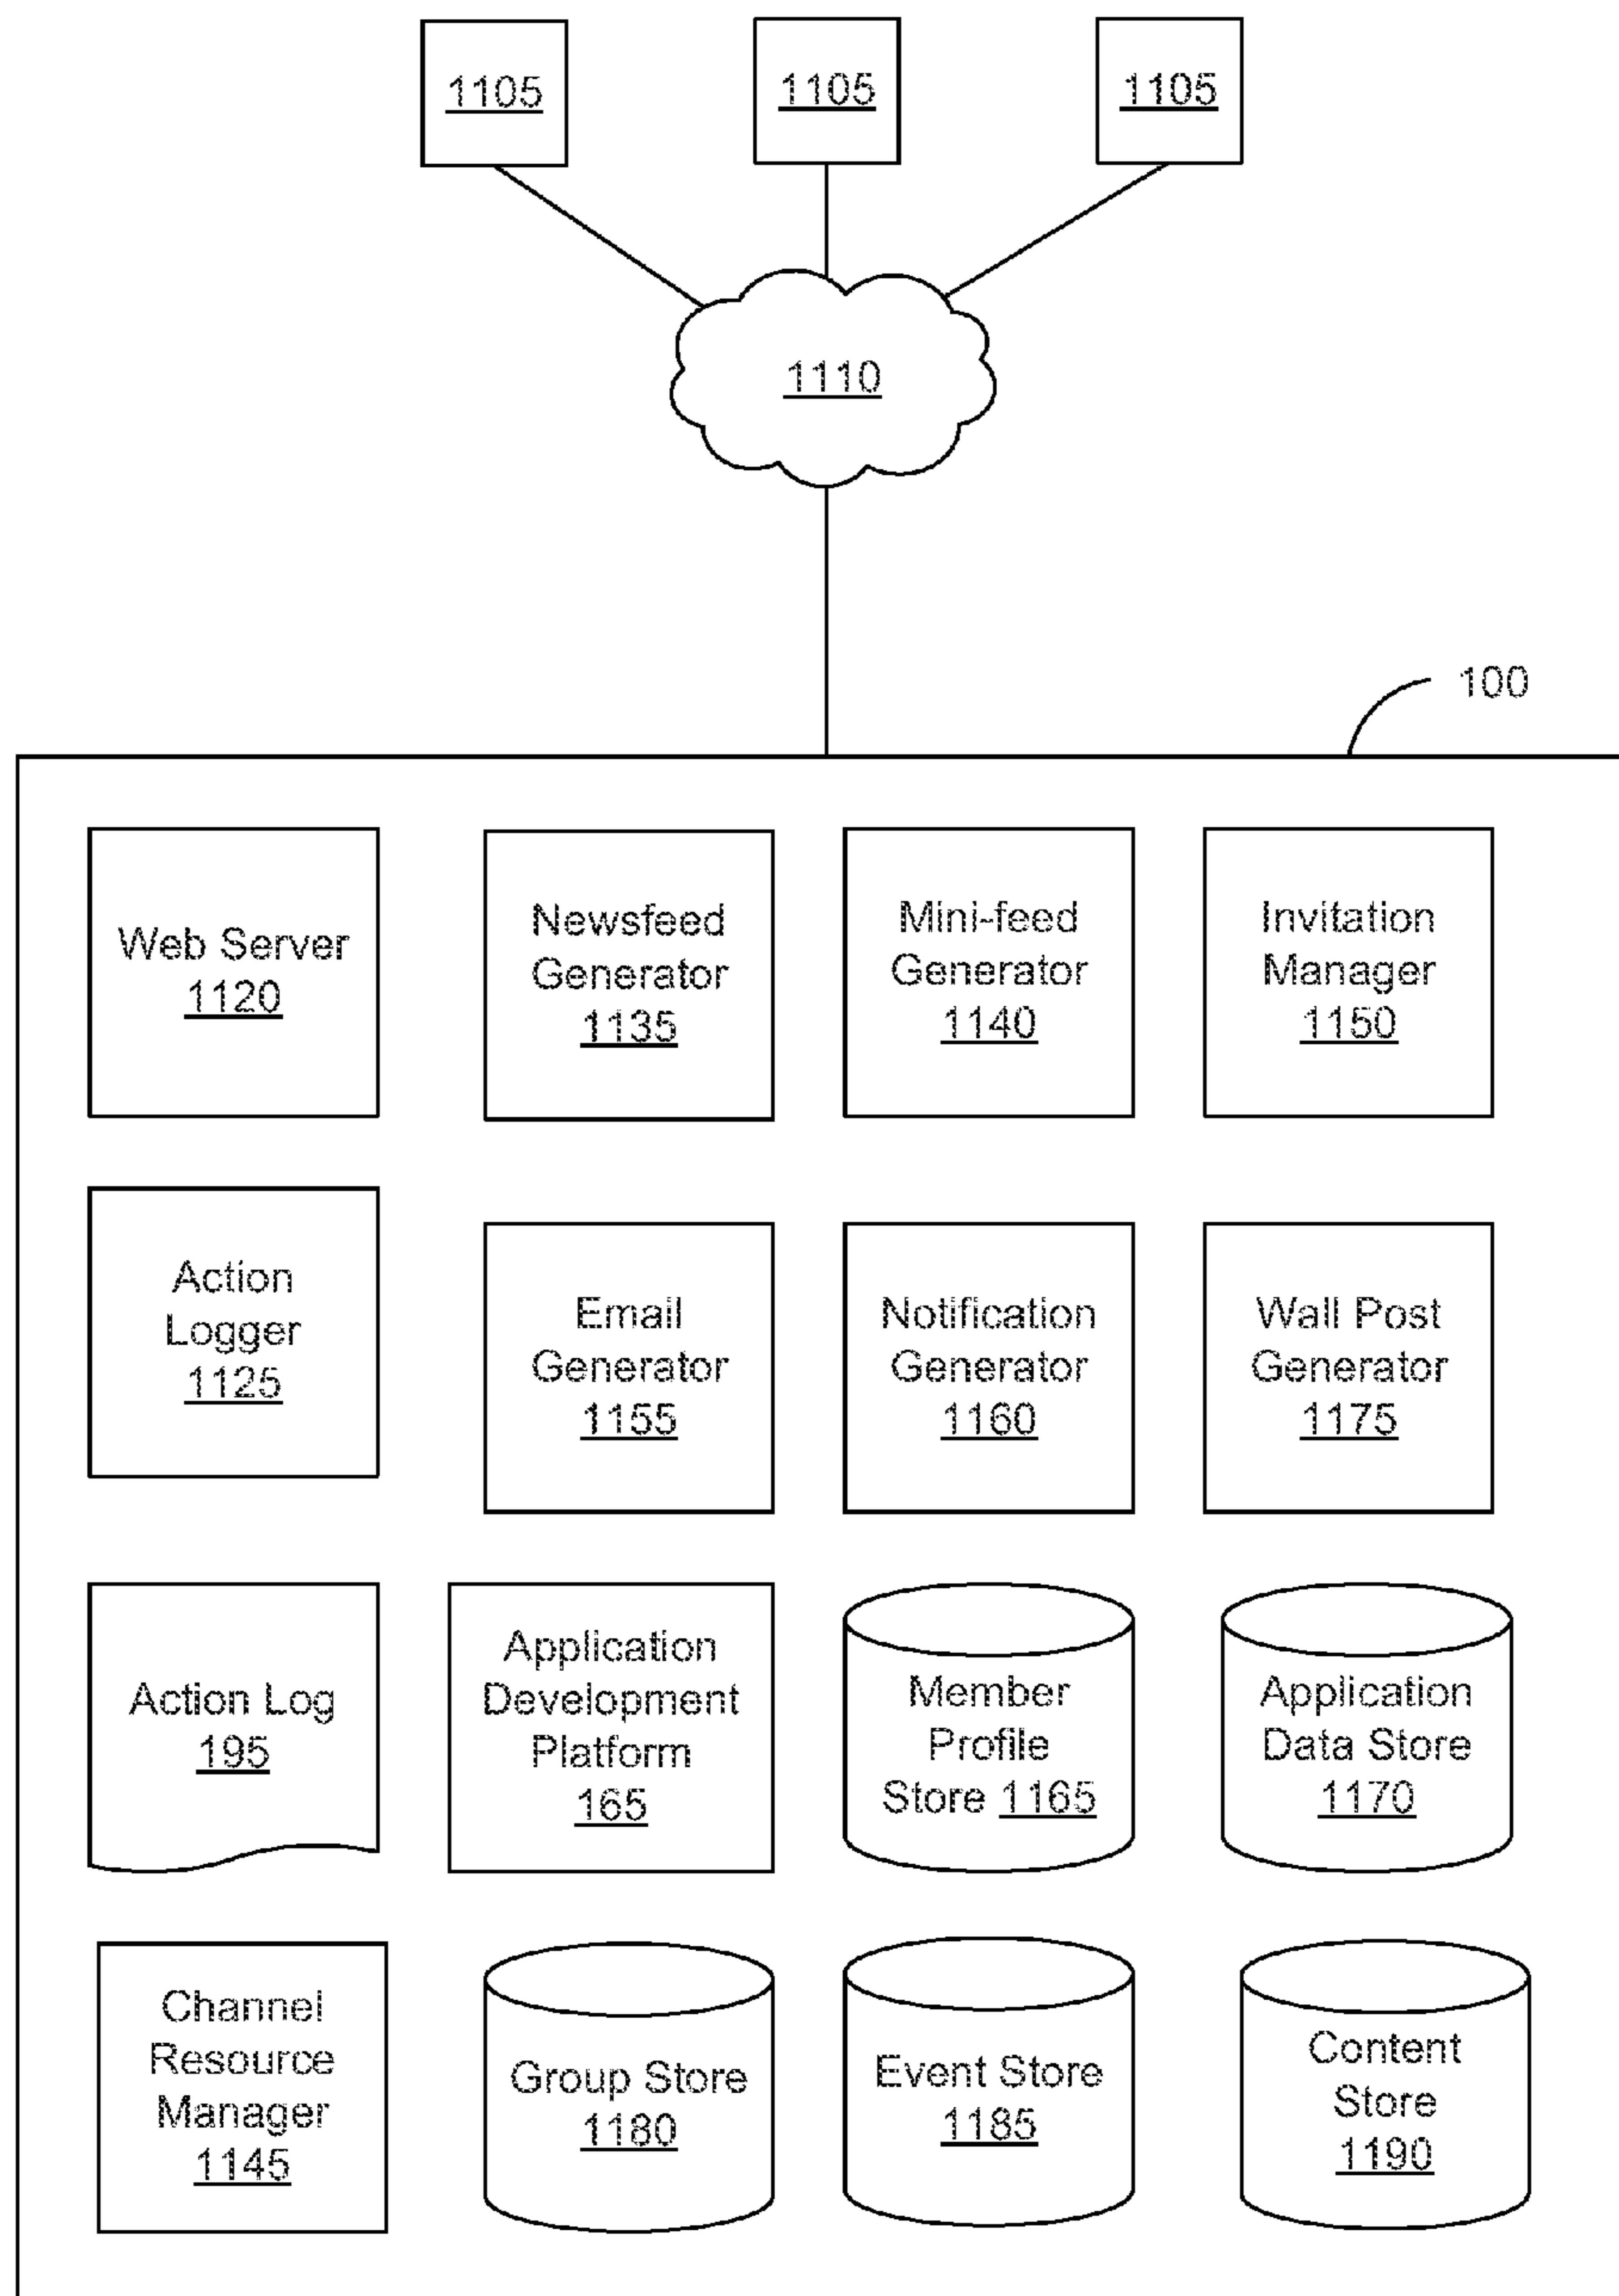 1105
1105
1105
1110
100
Web Server
1120
Newsfeed
Generator
1135
Mini-feed
Generator
1140
Invitation
Manager
1150
Action
Logger
1125
Email
Generator
1155
Notification
Generator
1160
Wall Post
Generator
1175
Action Log
195
Application
Development
Platform
165
Member
Profile
Store 1165
Application
Data Store
1170
Channel
Resource
Manager
1145
Group Store
1180
Event Store
1185
Content
Store
1190